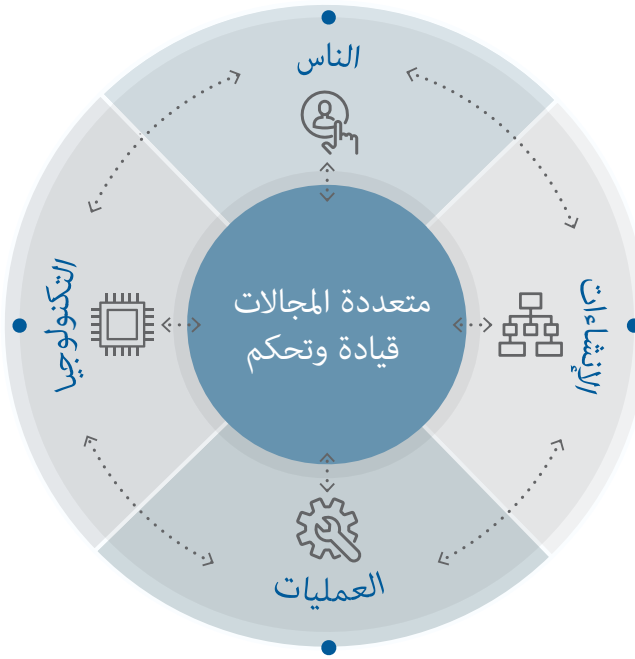 الناس
التكنولوجيا
متعددة المجالات
قيادة وتحكم
الإنشاءات
العمليات